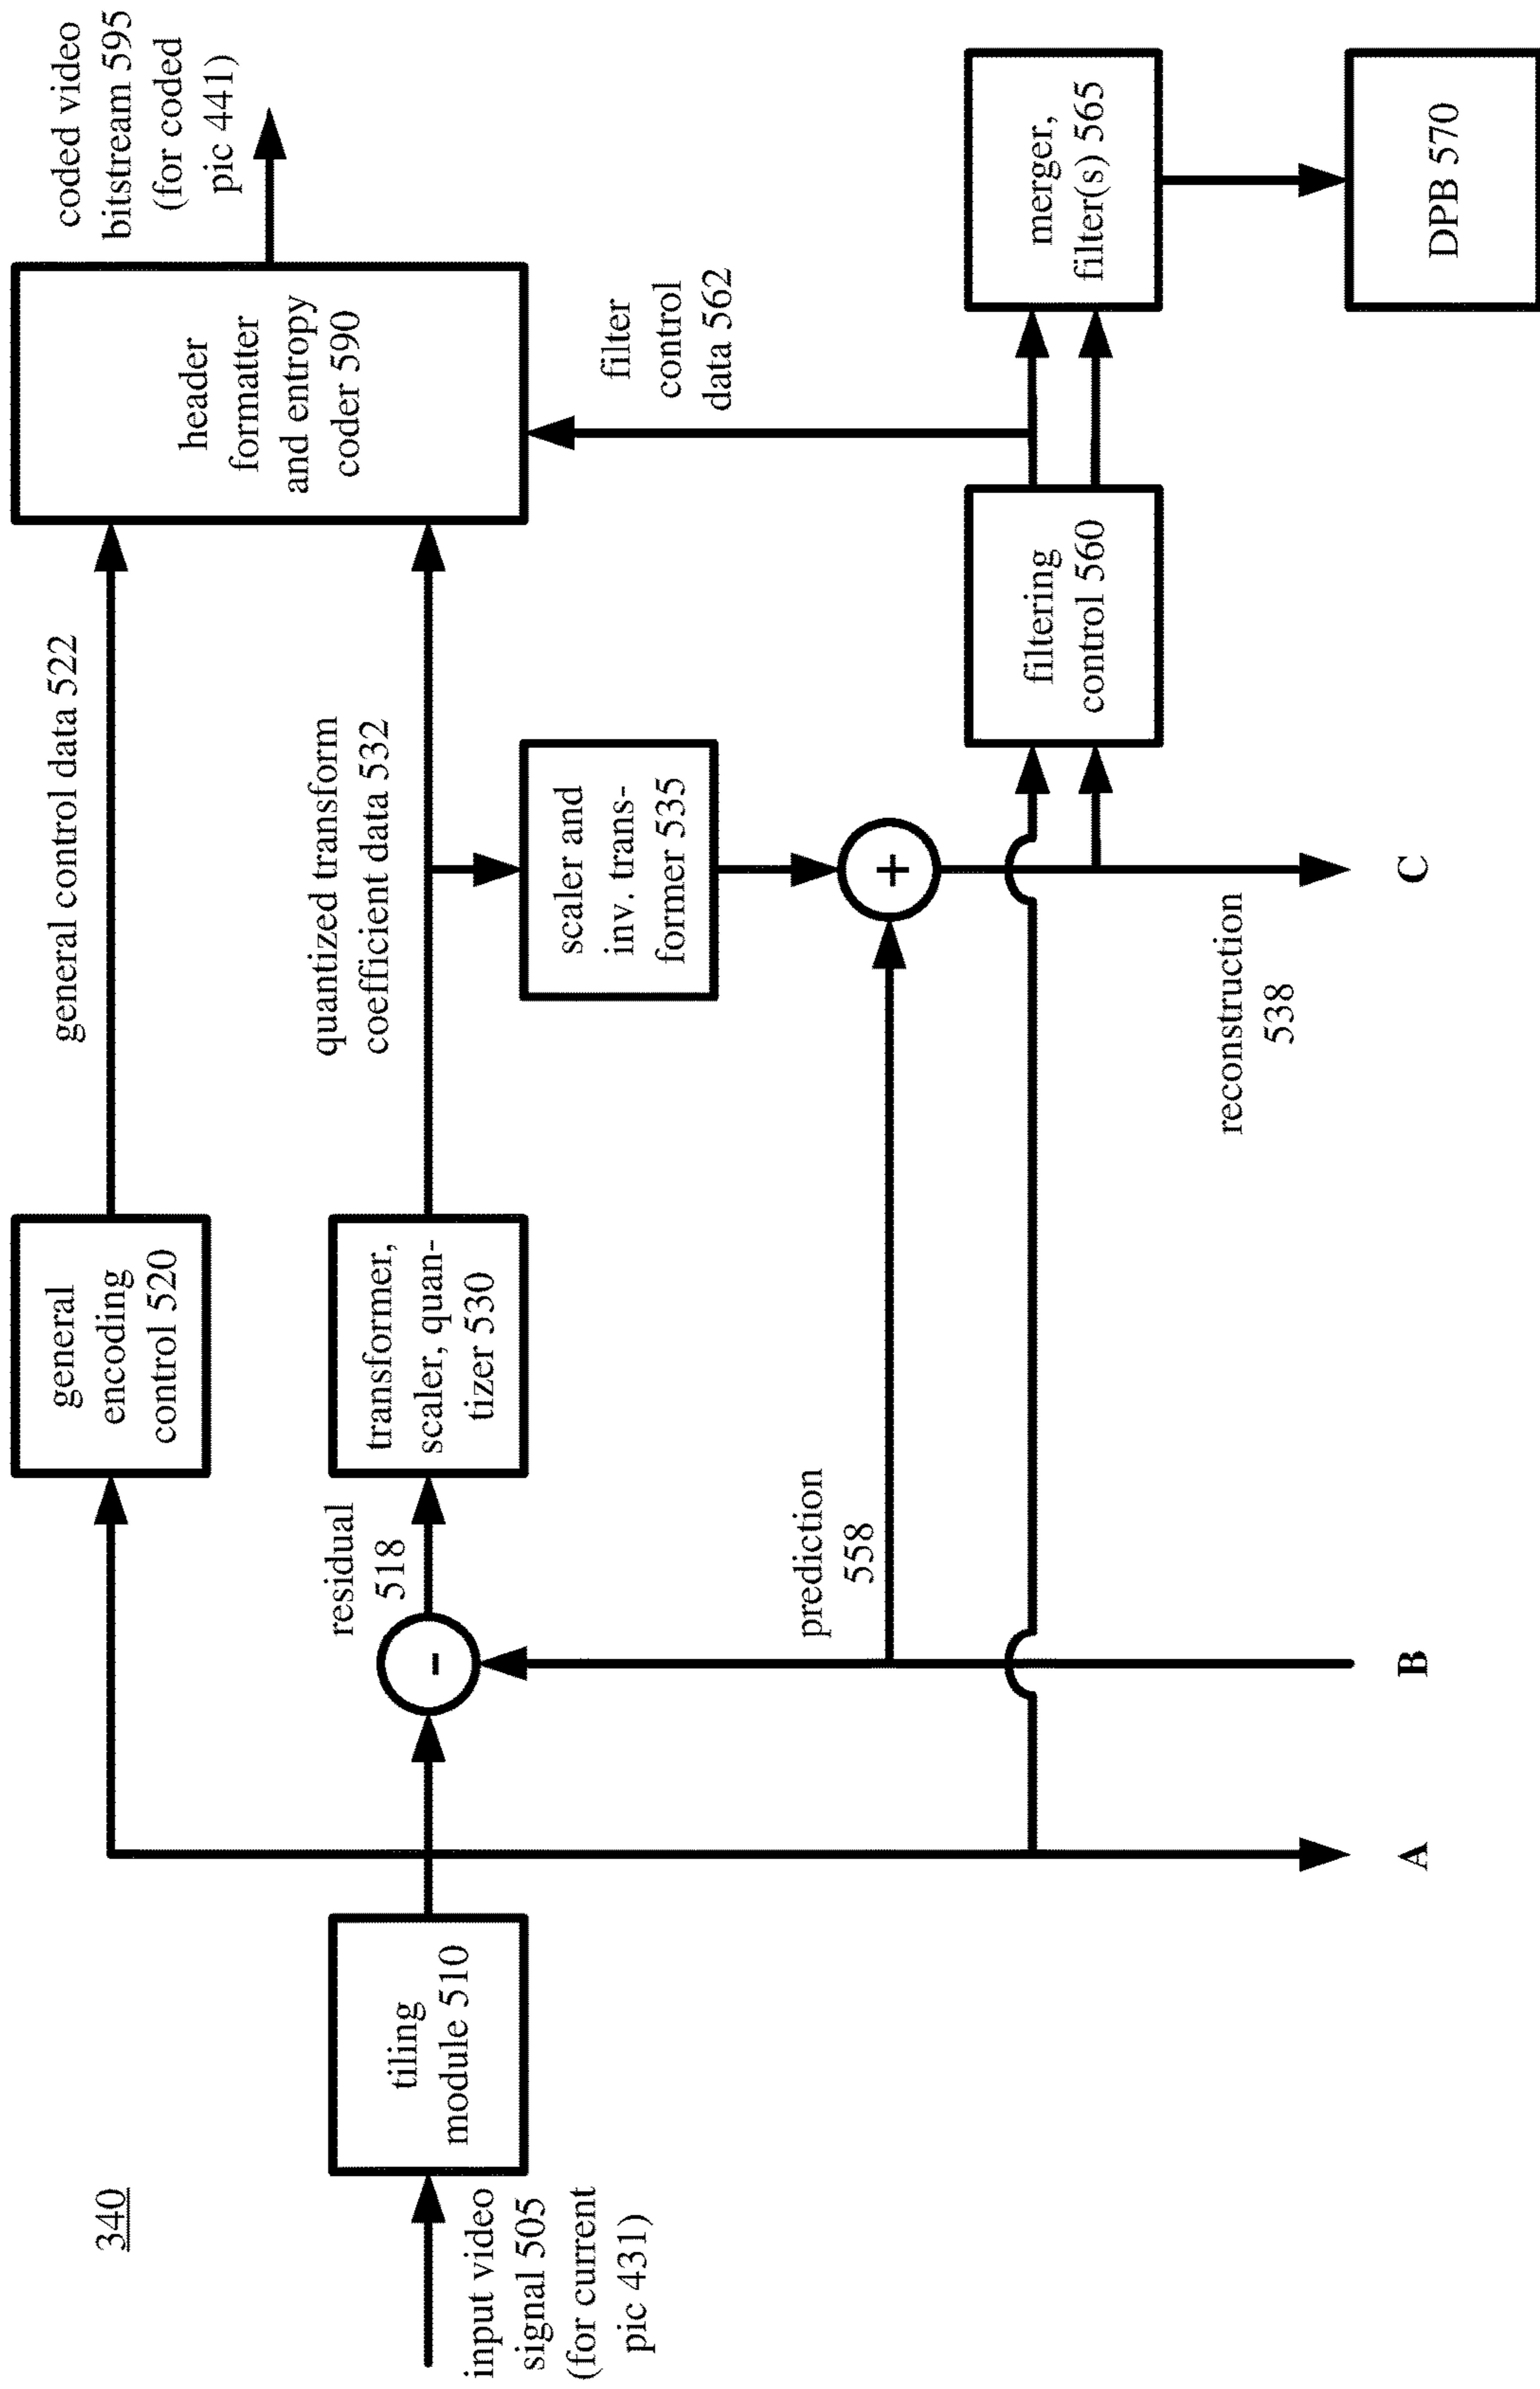 340
input video
signal 505
(for current
pic 431)
tiling
module 510
general
encoding
control 520
general control data 522
header
formatter
and entropy
coder 590
coded video
bitstream 595
(for coded
pic 441)
-
residual
518
transformer,
scaler, quan-
tizer 530
quantized transform
coefficient data 532
scaler and
inv. trans-
former 535
+
prediction
558
filter
control
data 562
filtering
control 560
merger,
filter(s) 565
DPB 570
reconstruction
538
A
B
C